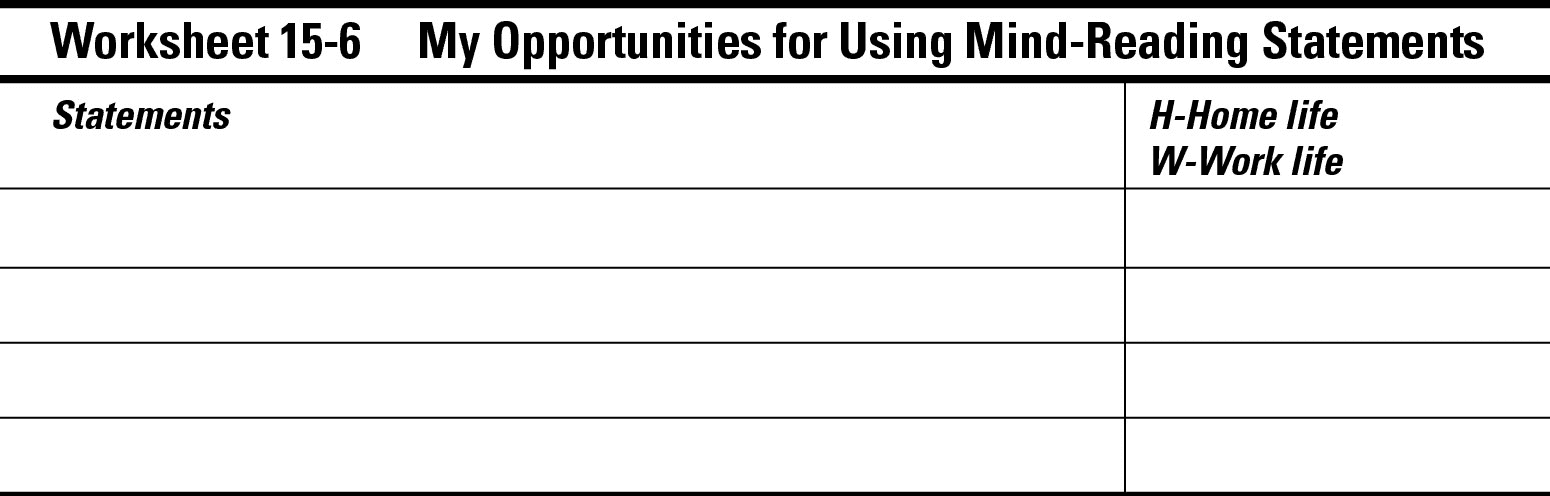 Worksheet 15-6 My Opportunities for Using Mind-Reading Statements
Statements
H-Home life
W-Work life